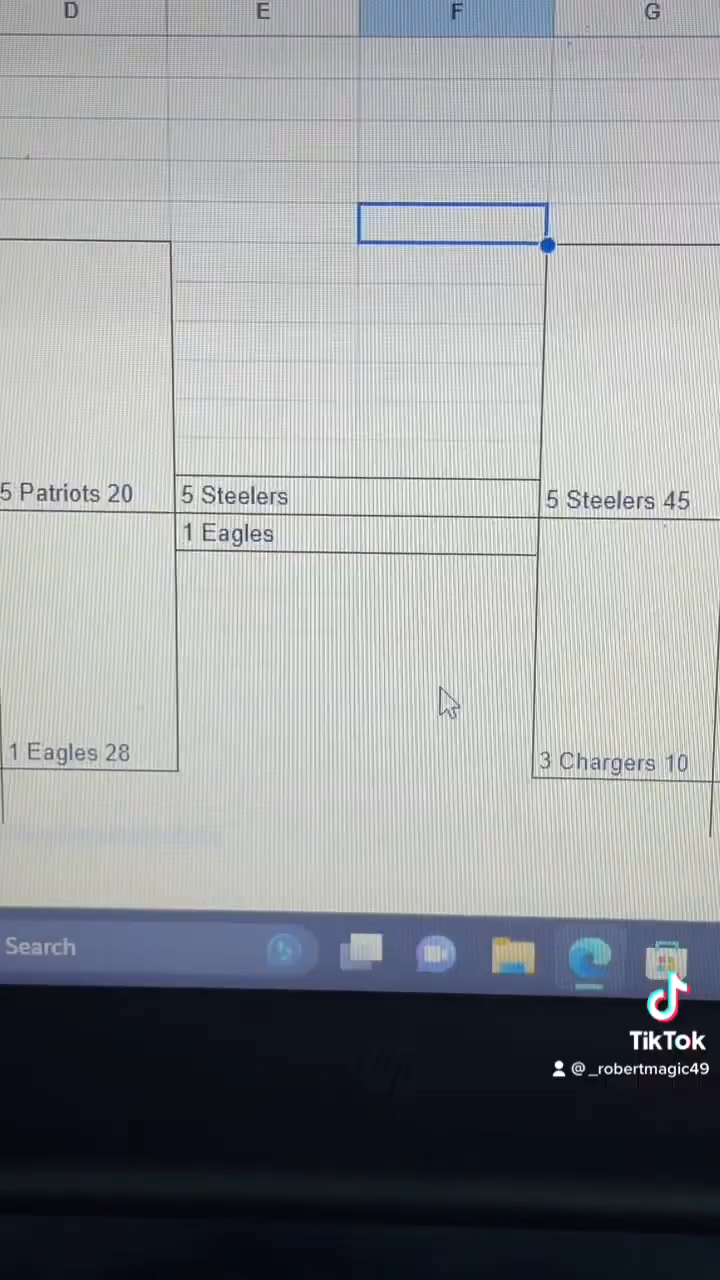 D E F G
5 Patriots 20 5 Steelers 5 Steelers 45
1 Eagles
1 Eagles 28 3 Chargers 10
Search
TikTok
@_robertmagic49